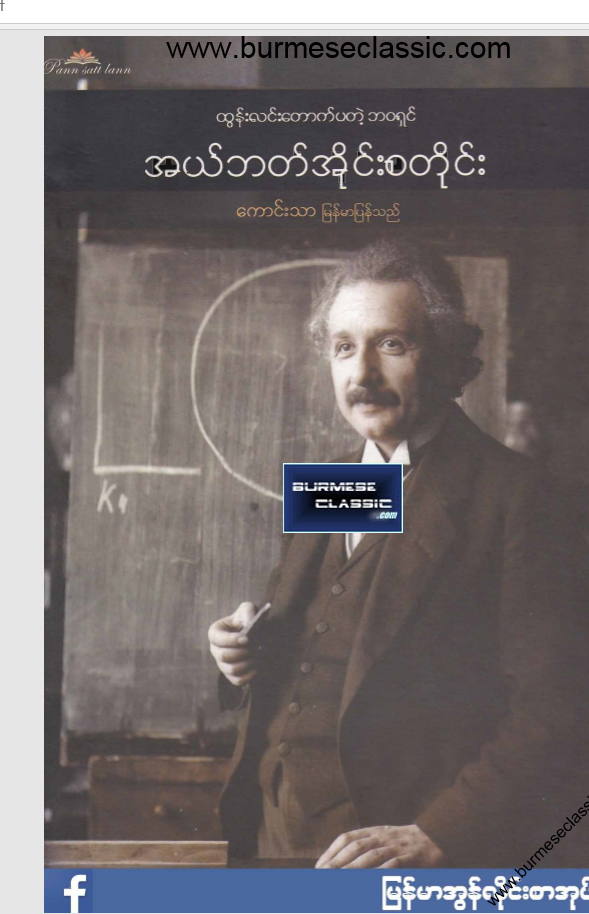 www.burmeseclassic.com
Pann satt lann
ထွန်းလင်းတောက်ပတဲ့ ဘဝရှင်
အယ်ဘတ်အိုင်းစတိုင်း
ကောင်းသာ မြန်မာပြန်သည်
K4
BURMESE
CLASSIC
.com
f
မြန်မာအွန်လိုင်းစာအုပ်
www.burmeseclassi